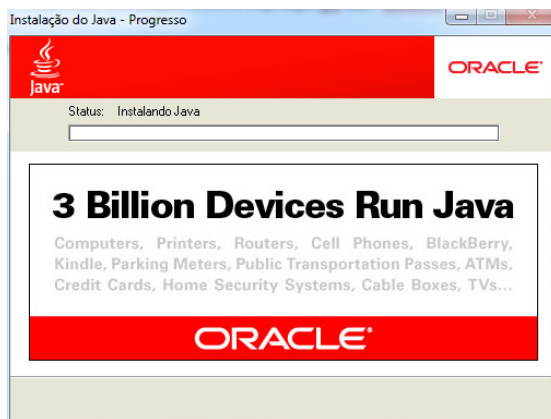 Instalação do Java - Progresso
Java
ORACLE
Status: Instalando Java
3 Billion Devices Run Java
Computers, Printers, Routers, Cell Phones, BlackBerry,
Kindle, Parking Meters, Public Transportation Passes, ATMs,
Credit Cards, Home Security Systems, Cable Boxes, TVs...
ORACLE